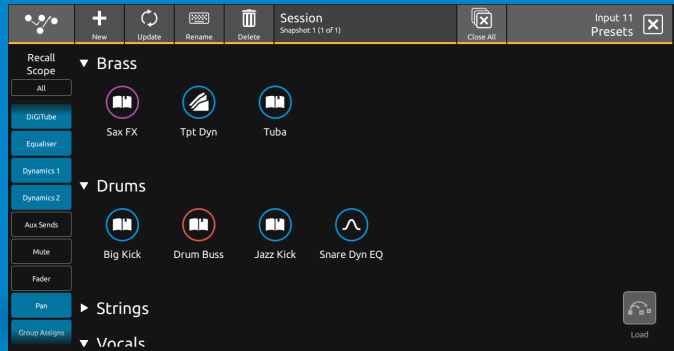 New
Update
Rename
Delete
Session
Snapshot 1 (1 of 1)
Close All
Input 11
Presets
Recall
Scope
All
DiGiTube
Equaliser
Dynamics 1
Dynamics 2
Aux Sends
Mute
Fader
Pan
Group Assigns
Brass
Sax FX
Tpt Dyn
Tuba
Drums
Big Kick
Drum Buss
Jazz Kick
Snare Dyn EQ
Strings
Vocals
Load